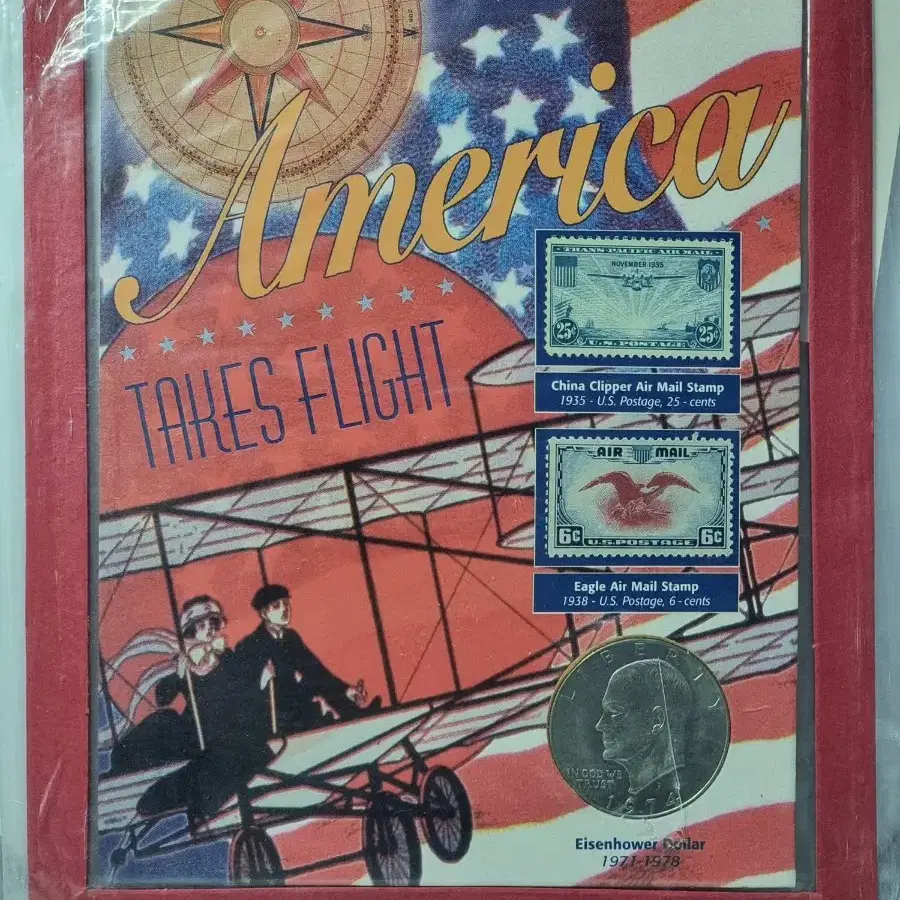 America
TAKES FLIGHT
TRANS-PACIFIC AIR MAIL
NOVEMBER 1935
25¢ 25¢
U.S. POSTAGE
China Clipper Air Mail Stamp
1935 - U.S. Postage, 25 - cents
AIR MAIL
6¢ 6¢
U.S. POSTAGE
Eagle Air Mail Stamp
1938 - U.S. Postage, 6 - cents
LIBERTY
IN GOD WE
TRUST
1974
Eisenhower Dollar
1971-1978